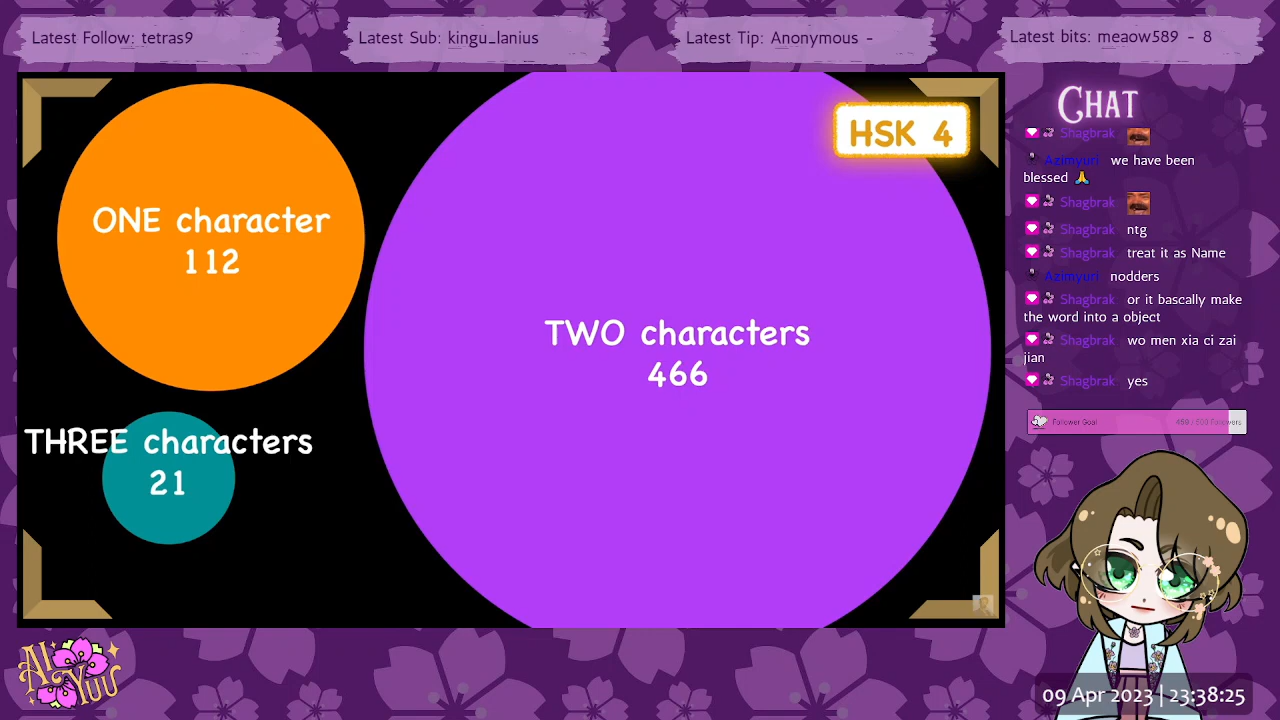 Latest Follow: tetras9
Latest Sub: kingu_lanius
Latest Tip: Anonymous -
Latest bits: meaow589 - 8
HSK 4
ONE character
112
TWO characters
466
THREE characters
21
CHAT
Shagbrak
Azimyuri we have been
blessed 🙏
Shagbrak
Shagbrak ntg
Shagbrak treat it as Name
Azimyuri nodders
Shagbrak or it bascally make
the word into a object
Shagbrak wo men xia ci zai
jian
Shagbrak yes
Follower Goal
AI YUU
09 Apr 2023 | 23:38:25